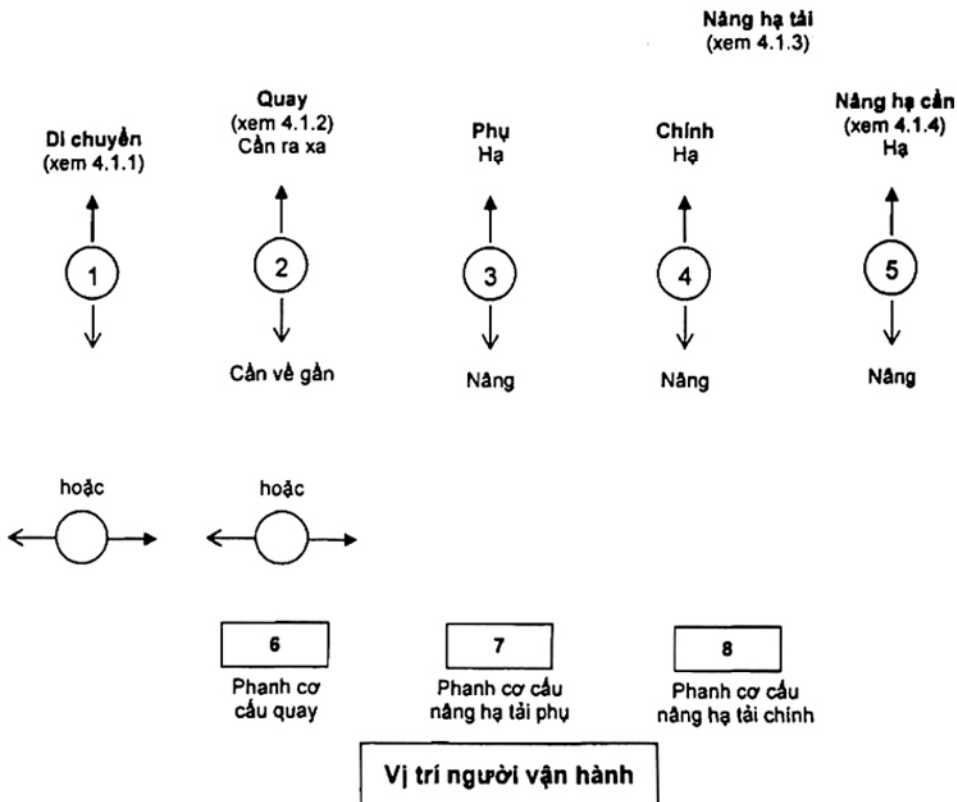 Nâng hạ tải
(xem 4.1.3)
Di chuyển
(xem 4.1.1)
Quay
(xem 4.1.2)
Cần ra xa
Phụ
Hạ
Chính
Hạ
Nâng hạ cần
(xem 4.1.4)
Hạ
1
2
3
4
5
Cần về gần
Nâng
Nâng
Nâng
hoặc
hoặc
6
7
8
Phanh cơ
cấu quay
Phanh cơ cấu
nâng hạ tải phụ
Phanh cơ cấu
nâng hạ tải chính
Vị trí người vận hành